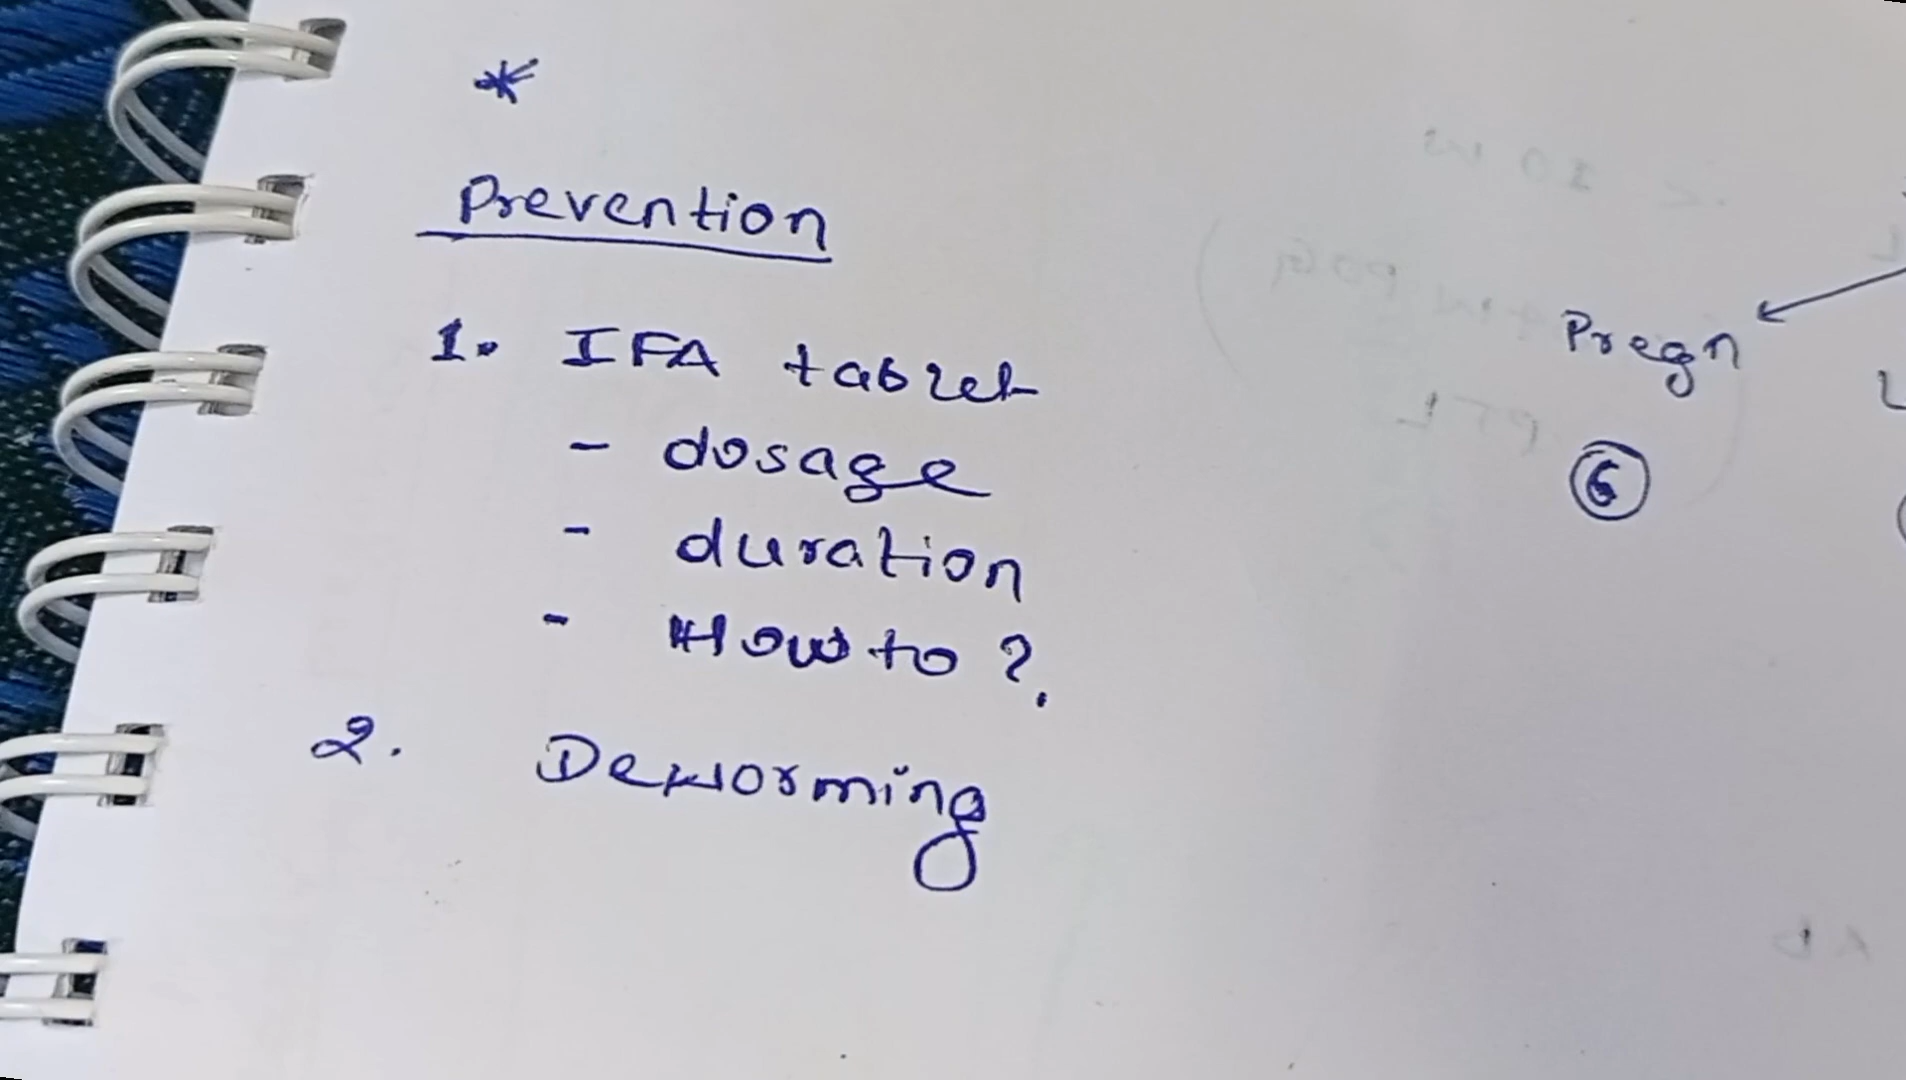 *
Prevention
1. IFA tablet
- dosage
- duration
- How to ?
2. Deworming
Pregn
6